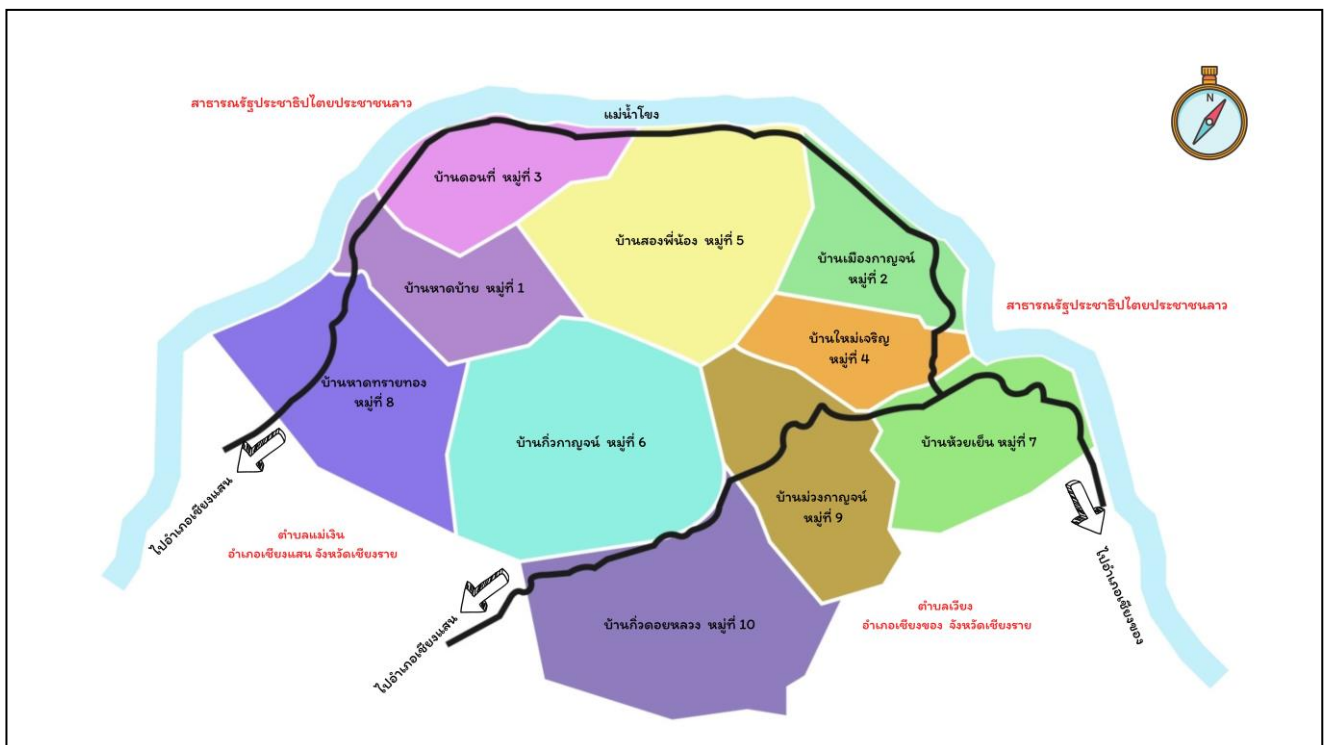 สาธารณรัฐประชาธิปไตยประชาชนลาว
แม่น้ำโขง
N
บ้านดอนที่ หมู่ที่ 3
บ้านสองพี่น้อง หมู่ที่ 5
บ้านเมืองกาญจน์
หมู่ที่ 2
บ้านหาดบ้าย หมู่ที่ 1
สาธารณรัฐประชาธิปไตยประชาชนลาว
บ้านใหม่เจริญ
หมู่ที่ 4
บ้านหาดทรายทอง
หมู่ที่ 8
บ้านกิ่วกาญจน์ หมู่ที่ 6
บ้านห้วยเย็น หมู่ที่ 7
บ้านม่วงกาญจน์
หมู่ที่ 9
ไปอำเภอเชียงแสน
ตำบลแม่เงิน
อำเภอเชียงแสน จังหวัดเชียงราย
ไปอำเภอเชียงของ
ตำบลเวียง
อำเภอเชียงของ จังหวัดเชียงราย
บ้านกิ่วดอยหลวง หมู่ที่ 10
ไปอำเภอเชียงแสน